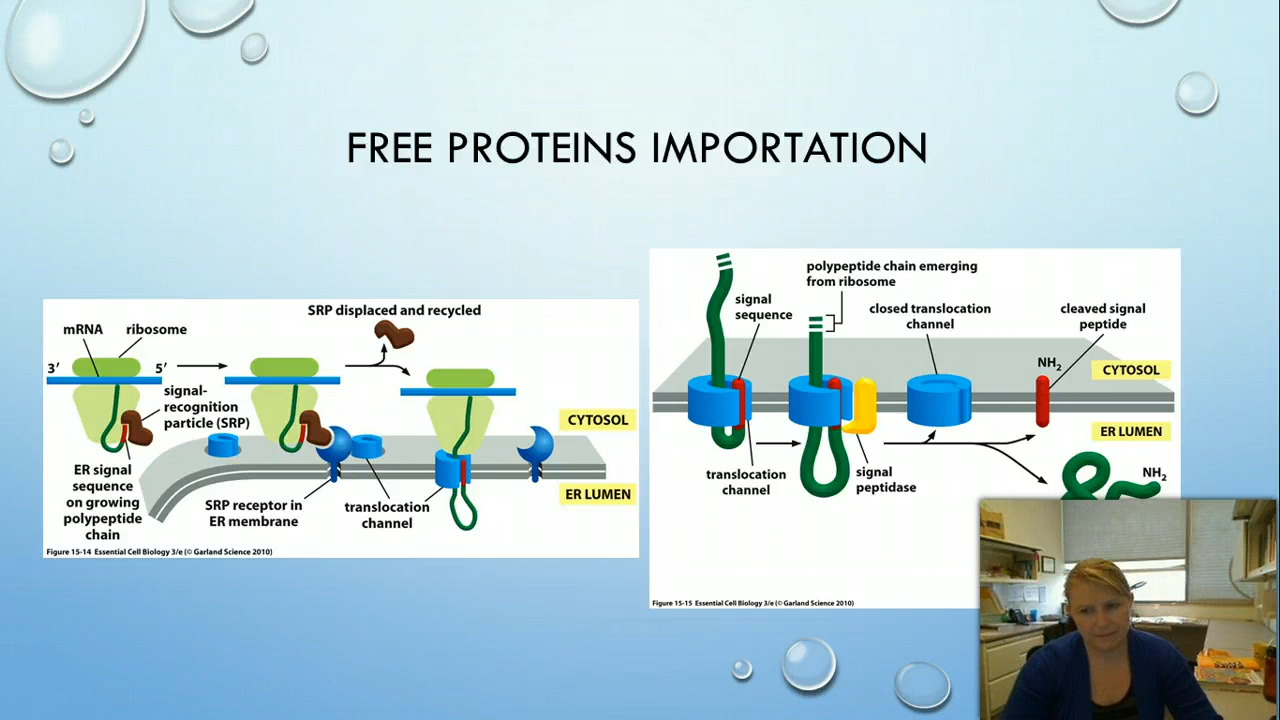 FREE PROTEINS IMPORTATION
SRP displaced and recycled
mRNA
ribosome
3′
5′
signal-
recognition
particle (SRP)
CYTOSOL
ER signal
sequence
on growing
polypeptide
chain
SRP receptor in
ER membrane
translocation
channel
ER LUMEN
Figure 15-14 Essential Cell Biology 3/e (© Garland Science 2010)
polypeptide chain emerging
from ribosome
signal
sequence
closed translocation
channel
cleaved signal
peptide
NH2
CYTOSOL
ER LUMEN
translocation
channel
signal
peptidase
NH2
Figure 15-15 Essential Cell Biology 3/e (© Garland Science 2010)